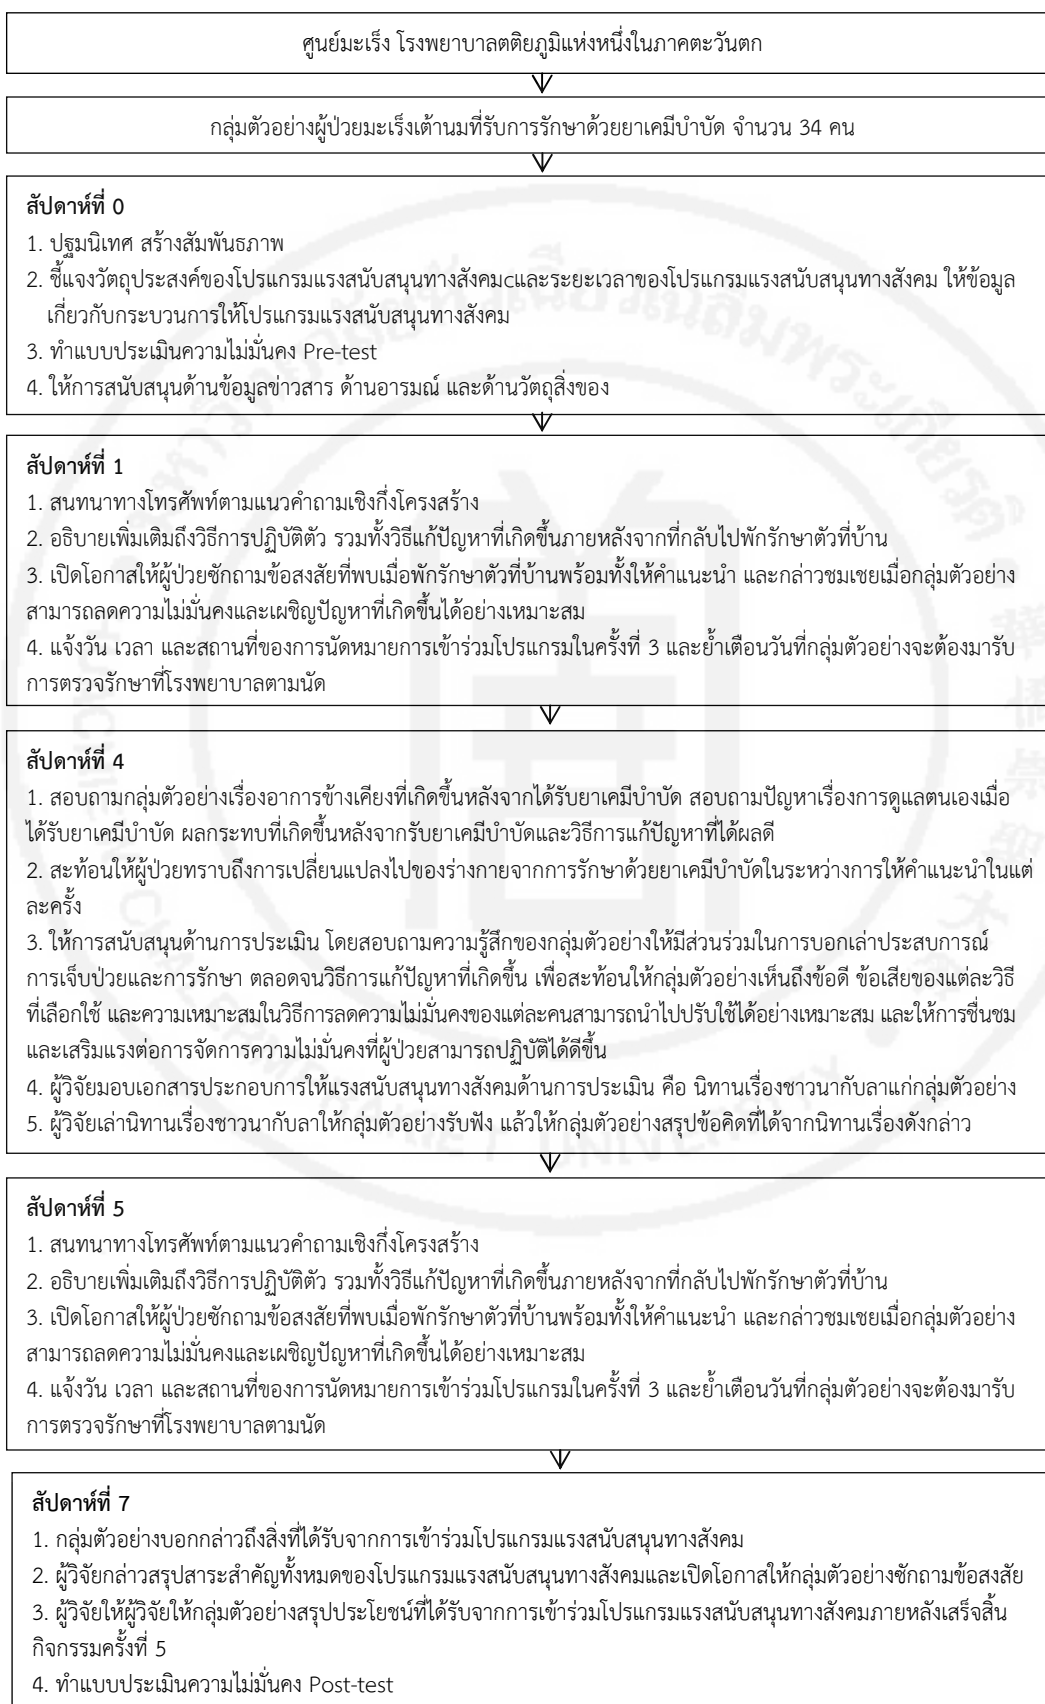 ศูนย์มะเร็ง โรงพยาบาลตติยภูมิแห่งหนึ่งในภาคตะวันตก
กลุ่มตัวอย่างผู้ป่วยมะเร็งเต้านมที่รับการรักษาด้วยยาเคมีบำบัด จำนวน 34 คน
สัปดาห์ที่ 0
1. ปฐมนิเทศ สร้างสัมพันธภาพ
2. ชี้แจงวัตถุประสงค์ของโปรแกรมแรงสนับสนุนทางสังคมcและระยะเวลาของโปรแกรมแรงสนับสนุนทางสังคม ให้ข้อมูล
เกี่ยวกับกระบวนการให้โปรแกรมแรงสนับสนุนทางสังคม
3. ทำแบบประเมินความไม่มั่นคง Pre-test
4. ให้การสนับสนุนด้านข้อมูลข่าวสาร ด้านอารมณ์ และด้านวัตถุสิ่งของ
สัปดาห์ที่ 1
1. สนทนาทางโทรศัพท์ตามแนวคำถามเชิงกึ่งโครงสร้าง
2. อธิบายเพิ่มเติมถึงวิธีการปฏิบัติตัว รวมทั้งวิธีแก้ปัญหาที่เกิดขึ้นภายหลังจากที่กลับไปพักรักษาตัวที่บ้าน
3. เปิดโอกาสให้ผู้ป่วยซักถามข้อสงสัยที่พบเมื่อพักรักษาตัวที่บ้านพร้อมทั้งให้คำแนะนำ และกล่าวชมเชยเมื่อกลุ่มตัวอย่าง
สามารถลดความไม่มั่นคงและเผชิญปัญหาที่เกิดขึ้นได้อย่างเหมาะสม
4. แจ้งวัน เวลา และสถานที่ของการนัดหมายการเข้าร่วมโปรแกรมในครั้งที่ 3 และย้ำเตือนวันที่กลุ่มตัวอย่างจะต้องมารับ
การตรวจรักษาที่โรงพยาบาลตามนัด
สัปดาห์ที่ 4
1. สอบถามกลุ่มตัวอย่างเรื่องอาการข้างเคียงที่เกิดขึ้นหลังจากได้รับยาเคมีบำบัด สอบถามปัญหาเรื่องการดูแลตนเองเมื่อ
ได้รับยาเคมีบำบัด ผลกระทบที่เกิดขึ้นหลังจากรับยาเคมีบำบัดและวิธีการแก้ปัญหาที่ได้ผลดี
2. สะท้อนให้ผู้ป่วยทราบถึงการเปลี่ยนแปลงไปของร่างกายจากการรักษาด้วยยาเคมีบำบัดในระหว่างการให้คำแนะนำในแต่
ละครั้ง
3. ให้การสนับสนุนด้านการประเมิน โดยสอบถามความรู้สึกของกลุ่มตัวอย่างให้มีส่วนร่วมในการบอกเล่าประสบการณ์
การเจ็บป่วยและการรักษา ตลอดจนวิธีการแก้ปัญหาที่เกิดขึ้น เพื่อสะท้อนให้กลุ่มตัวอย่างเห็นถึงข้อดี ข้อเสียของแต่ละวิธี
ที่เลือกใช้ และความเหมาะสมในวิธีการลดความไม่มั่นคงของแต่ละคนสามารถนำไปปรับใช้ได้อย่างเหมาะสม และให้การชื่นชม
และเสริมแรงต่อการจัดการความไม่มั่นคงที่ผู้ป่วยสามารถปฏิบัติได้ดีขึ้น
4. ผู้วิจัยมอบเอกสารประกอบการให้แรงสนับสนุนทางสังคมด้านการประเมิน คือ นิทานเรื่องชาวนากับลาแก่กลุ่มตัวอย่าง
5. ผู้วิจัยเล่านิทานเรื่องชาวนากับลาให้กลุ่มตัวอย่างรับฟัง แล้วให้กลุ่มตัวอย่างสรุปข้อคิดที่ได้จากนิทานเรื่องดังกล่าว
สัปดาห์ที่ 5
1. สนทนาทางโทรศัพท์ตามแนวคำถามเชิงกึ่งโครงสร้าง
2. อธิบายเพิ่มเติมถึงวิธีการปฏิบัติตัว รวมทั้งวิธีแก้ปัญหาที่เกิดขึ้นภายหลังจากที่กลับไปพักรักษาตัวที่บ้าน
3. เปิดโอกาสให้ผู้ป่วยซักถามข้อสงสัยที่พบเมื่อพักรักษาตัวที่บ้านพร้อมทั้งให้คำแนะนำ และกล่าวชมเชยเมื่อกลุ่มตัวอย่าง
สามารถลดความไม่มั่นคงและเผชิญปัญหาที่เกิดขึ้นได้อย่างเหมาะสม
4. แจ้งวัน เวลา และสถานที่ของการนัดหมายการเข้าร่วมโปรแกรมในครั้งที่ 3 และย้ำเตือนวันที่กลุ่มตัวอย่างจะต้องมารับ
การตรวจรักษาที่โรงพยาบาลตามนัด
สัปดาห์ที่ 7
1. กลุ่มตัวอย่างบอกกล่าวถึงสิ่งที่ได้รับจากการเข้าร่วมโปรแกรมแรงสนับสนุนทางสังคม
2. ผู้วิจัยกล่าวสรุปสาระสำคัญทั้งหมดของโปรแกรมแรงสนับสนุนทางสังคมและเปิดโอกาสให้กลุ่มตัวอย่างซักถามข้อสงสัย
3. ผู้วิจัยให้ผู้วิจัยให้กลุ่มตัวอย่างสรุปประโยชน์ที่ได้รับจากการเข้าร่วมโปรแกรมแรงสนับสนุนทางสังคมภายหลังเสร็จสิ้น
กิจกรรมครั้งที่ 5
4. ทำแบบประเมินความไม่มั่นคง Post-test